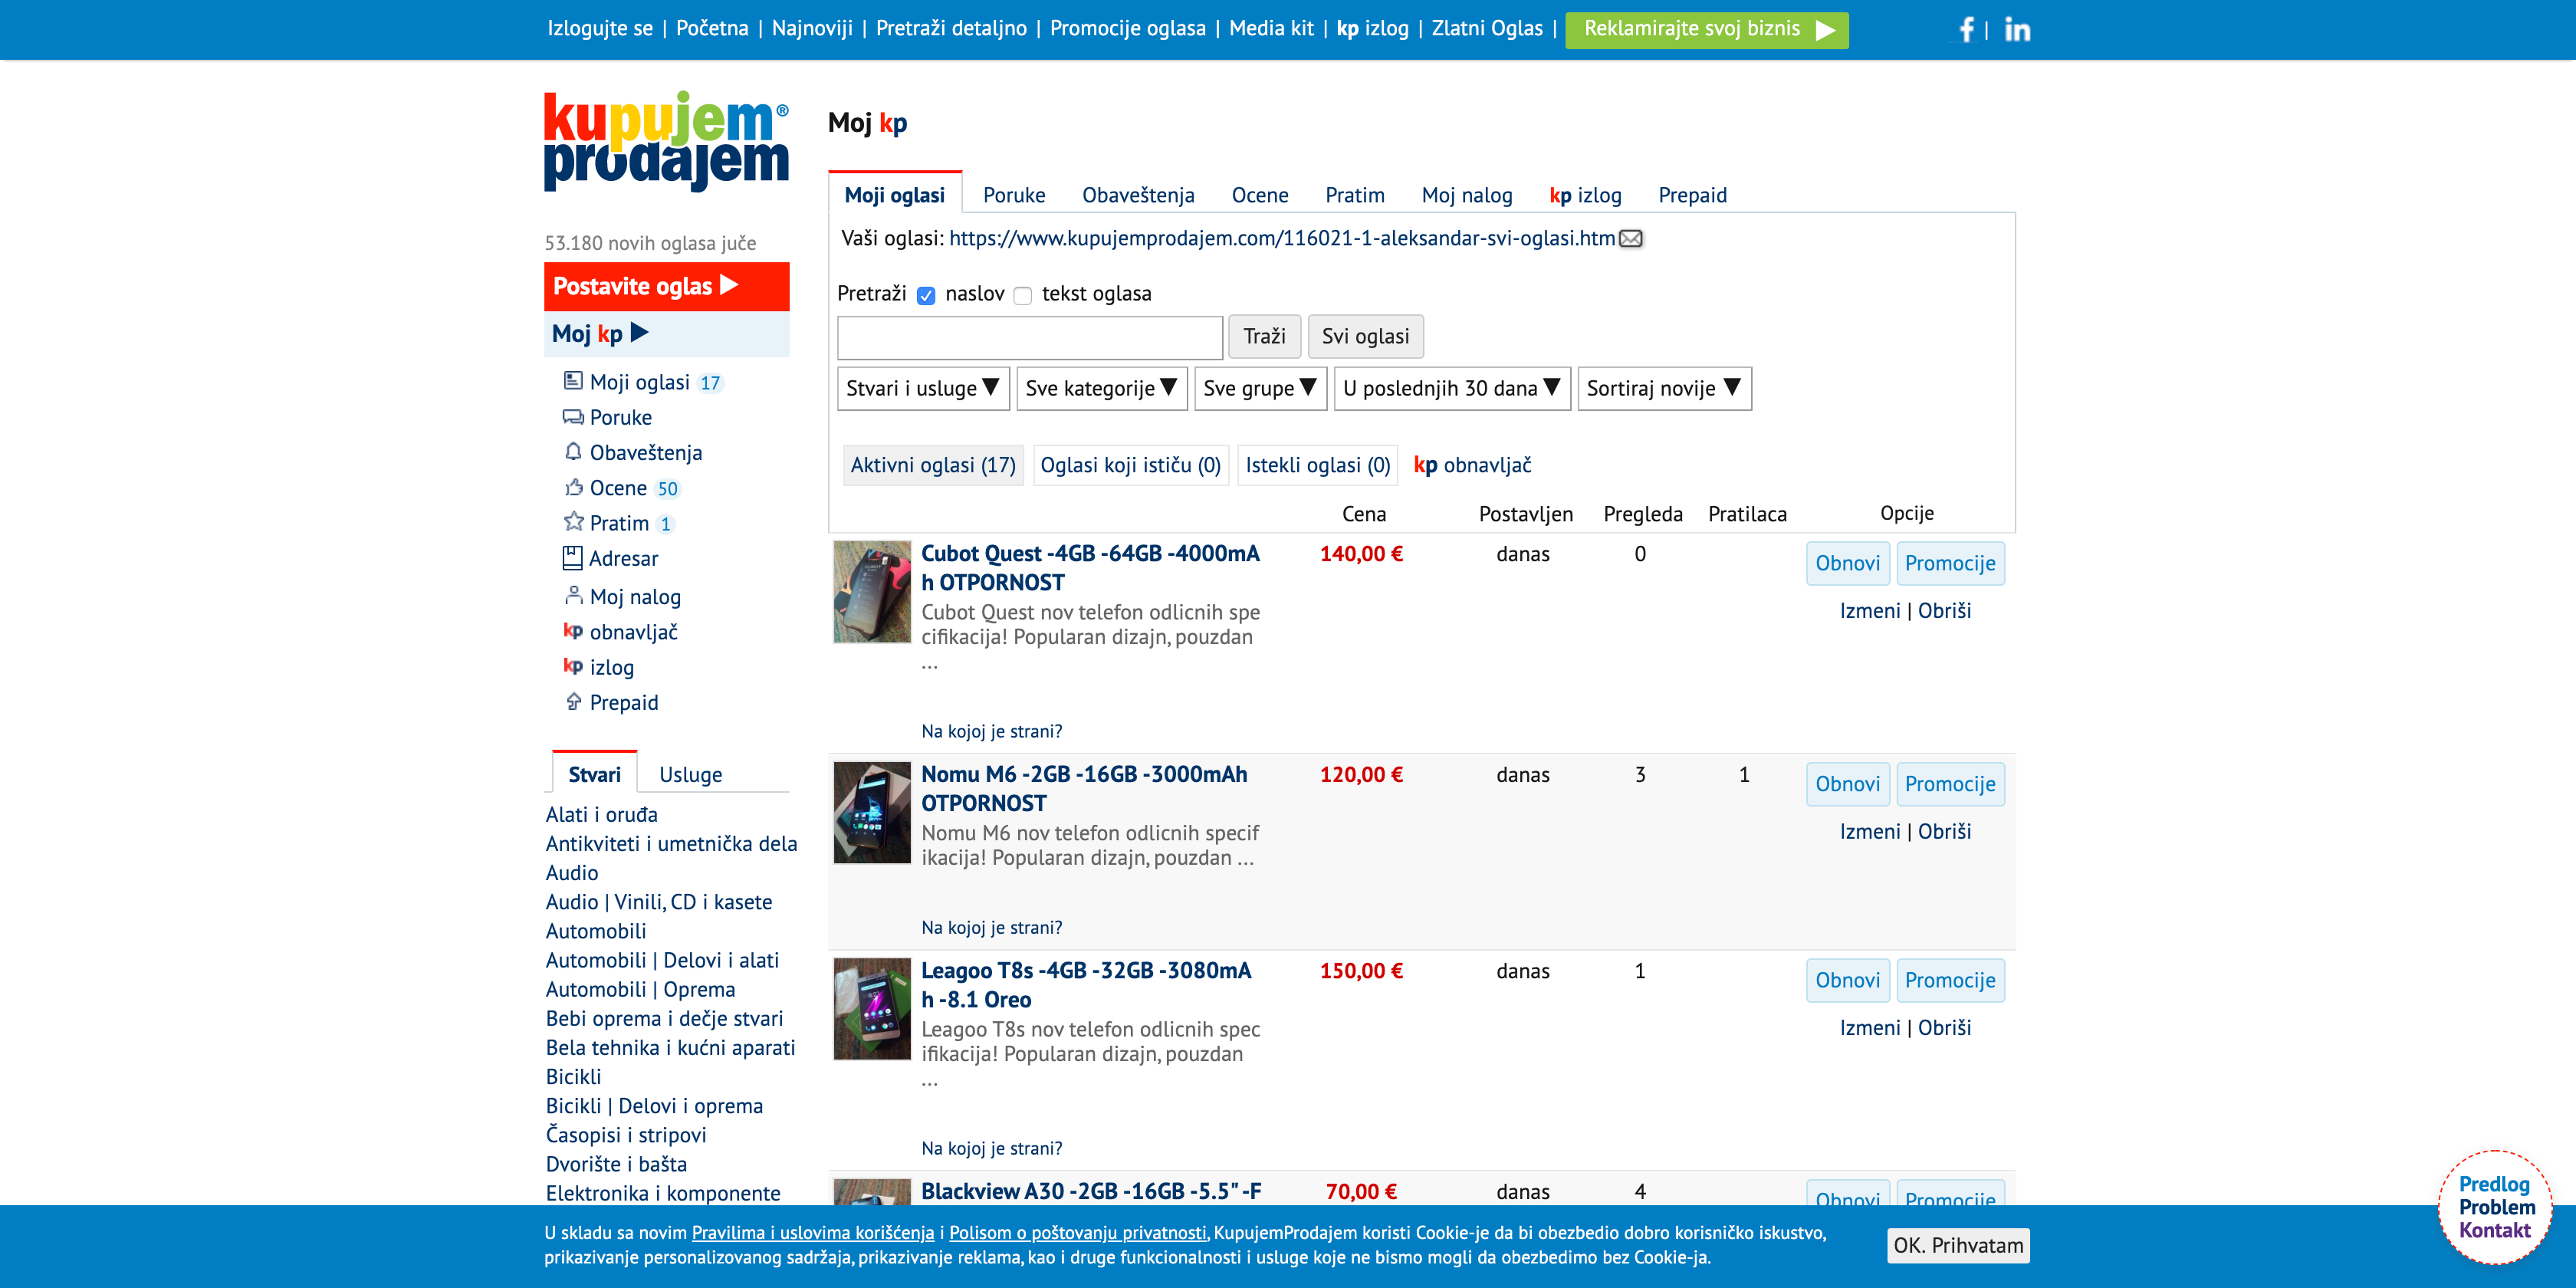 Izlogujte se | Početna | Najnoviji | Pretraži detaljno | Promocije oglasa | Media kit | kp izlog | Zlatni Oglas | Reklamirajte svoj biznis ▶ f | in
kupujem®
prodajem
53.180 novih oglasa juče
Postavite oglas ▶
Moj kp ▶
Moji oglasi 17
Poruke
Obaveštenja
Ocene 50
Pratim 1
Adresar
Moj nalog
kp obnavljač
kp izlog
Prepaid
Stvari Usluge
Alati i oruđa
Antikviteti i umetnička dela
Audio
Audio | Vinili, CD i kasete
Automobili
Automobili | Delovi i alati
Automobili | Oprema
Bebi oprema i dečje stvari
Bela tehnika i kućni aparati
Bicikli
Bicikli | Delovi i oprema
Časopisi i stripovi
Dvorište i bašta
Elektronika i komponente
Moj kp
Moji oglasi Poruke Obaveštenja Ocene Pratim Moj nalog kp izlog Prepaid
Vaši oglasi: https://www.kupujemprodajem.com/116021-1-aleksandar-svi-oglasi.htm
Pretraži naslov tekst oglasa
Traži Svi oglasi
Stvari i usluge ▼ Sve kategorije ▼ Sve grupe ▼ U poslednjih 30 dana ▼ Sortiraj novije ▼
Aktivni oglasi (17) Oglasi koji ističu (0) Istekli oglasi (0) kp obnavljač
Cena Postavljen Pregleda Pratilaca Opcije
Cubot Quest -4GB -64GB -4000mA 140,00 € danas 0 Obnovi Promocije
h OTPORNOST
Cubot Quest nov telefon odlicnih spe Izmeni | Obriši
cifikacija! Popularan dizajn, pouzdan
...
Na kojoj je strani?
Nomu M6 -2GB -16GB -3000mAh 120,00 € danas 3 1 Obnovi Promocije
OTPORNOST
Nomu M6 nov telefon odlicnih specif Izmeni | Obriši
ikacija! Popularan dizajn, pouzdan ...
Na kojoj je strani?
Leagoo T8s -4GB -32GB -3080mA 150,00 € danas 1 Obnovi Promocije
h -8.1 Oreo
Leagoo T8s nov telefon odlicnih spec Izmeni | Obriši
ifikacija! Popularan dizajn, pouzdan
...
Na kojoj je strani?
Blackview A30 -2GB -16GB -5.5" -F 70,00 € danas 4 Obnovi Promocije
U skladu sa novim Pravilima i uslovima korišćenja i Polisom o poštovanju privatnosti, KupujemProdajem koristi Cookie-je da bi obezbedio dobro korisničko iskustvo,
prikazivanje personalizovanog sadržaja, prikazivanje reklama, kao i druge funkcionalnosti i usluge koje ne bismo mogli da obezbedimo bez Cookie-ja.
OK. Prihvatam
Predlog
Problem
Kontakt